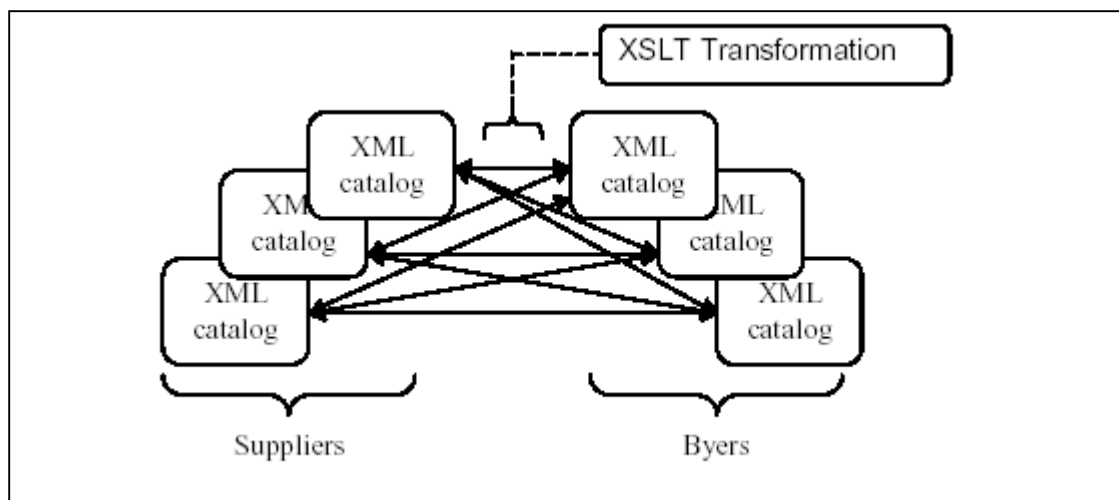 XSLT Transformation
XML
catalog
XML
catalog
XML
catalog
XML
catalog
XML
catalog
XML
catalog
Suppliers
Byers